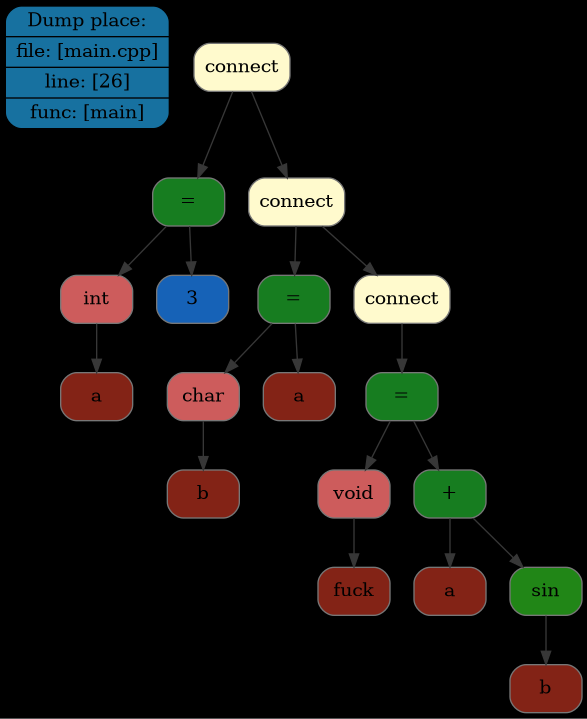 Dump place:
file: [main.cpp]
line: [26]
func: [main]
connect
=
connect
int
3
=
connect
a
char
a
=
b
void
+
fuck
a
sin
b